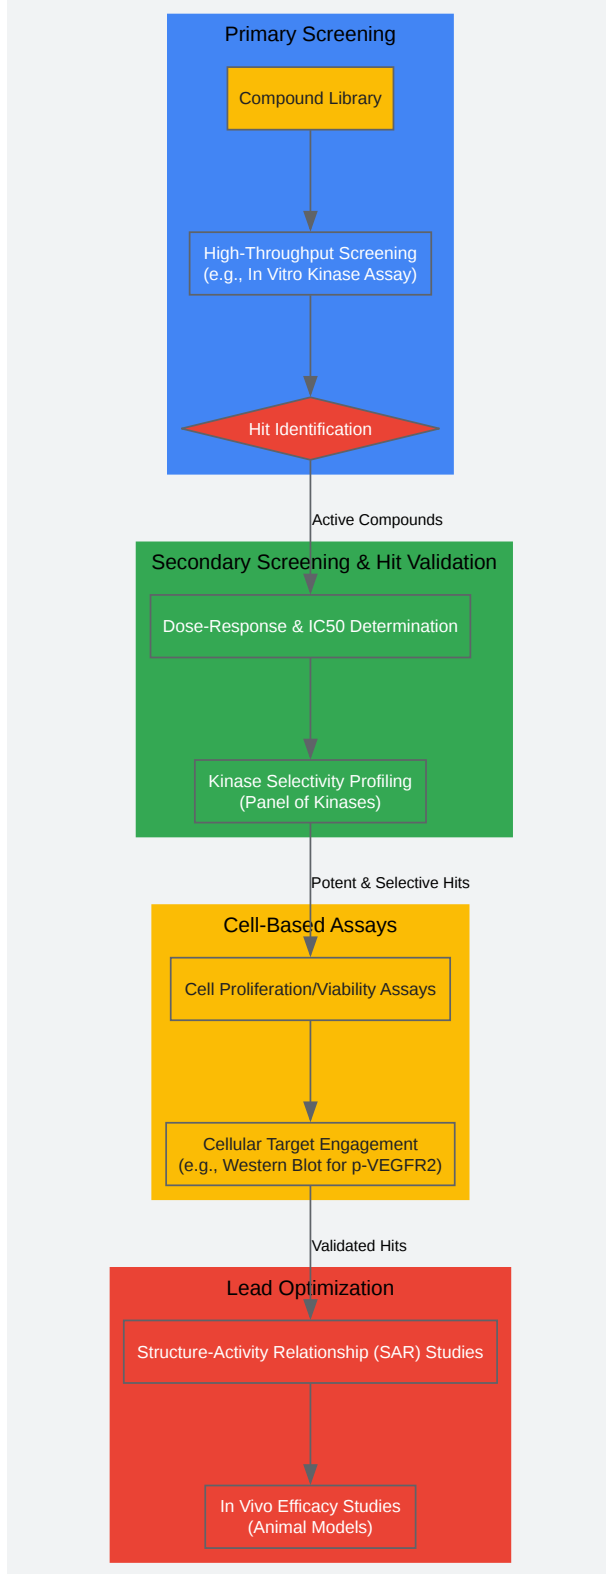 Primary Screening
Compound Library
High-Throughput Screening
(e.g., In Vitro Kinase Assay)
Hit Identification
Active Compounds
Secondary Screening & Hit Validation
Dose-Response & IC50 Determination
Kinase Selectivity Profiling
(Panel of Kinases)
Potent & Selective Hits
Cell-Based Assays
Cell Proliferation/Viability Assays
Cellular Target Engagement
(e.g., Western Blot for p-VEGFR2)
Validated Hits
Lead Optimization
Structure-Activity Relationship (SAR) Studies
In Vivo Efficacy Studies
(Animal Models)